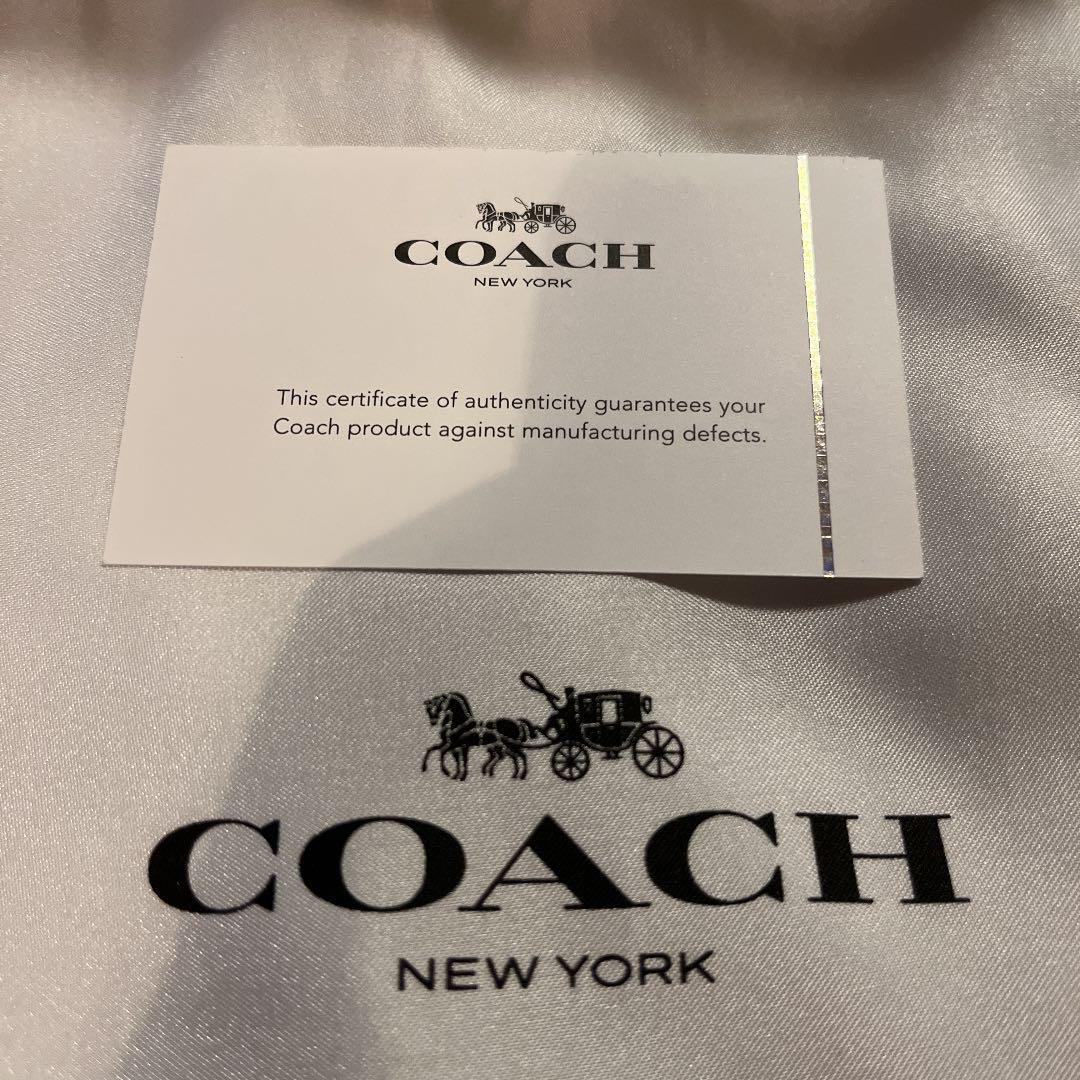 COACH
NEW YORK
This certificate of authenticity guarantees your
Coach product against manufacturing defects.
COACH
NEW YORK